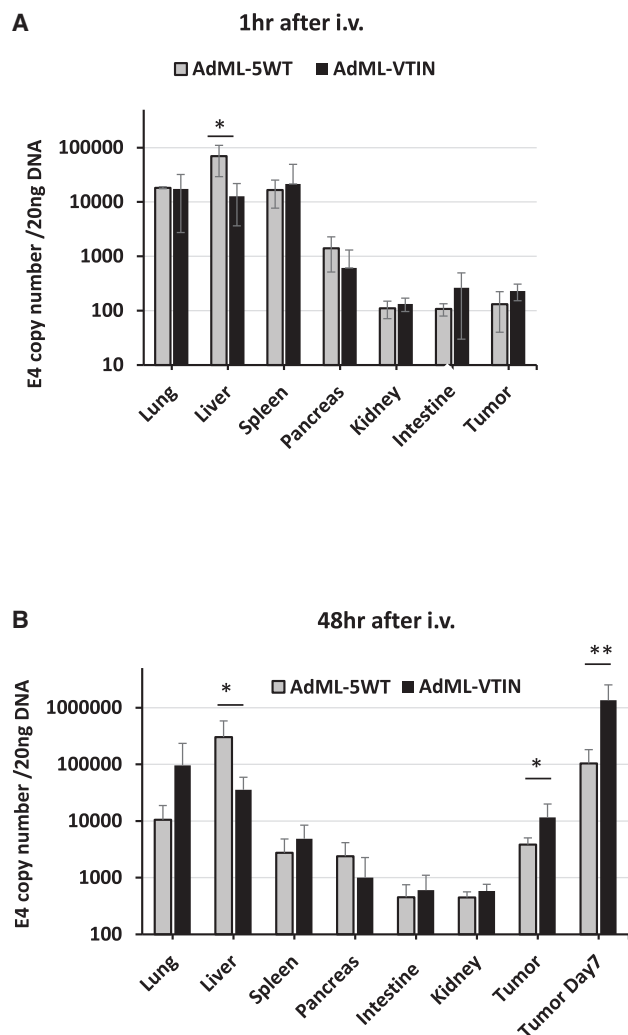 A
1hr after i.v.
AdML-5WT AdML-VTIN
E4 copy number /20ng DNA
*
100000
10000
1000
100
10
Lung Liver Spleen Pancreas Kidney Intestine Tumor
B
48hr after i.v.
AdML-5WT AdML-VTIN
E4 copy number /20ng DNA
* * **
1000000
100000
10000
1000
100
Lung Liver Spleen Pancreas Intestine Kidney Tumor Tumor Day7